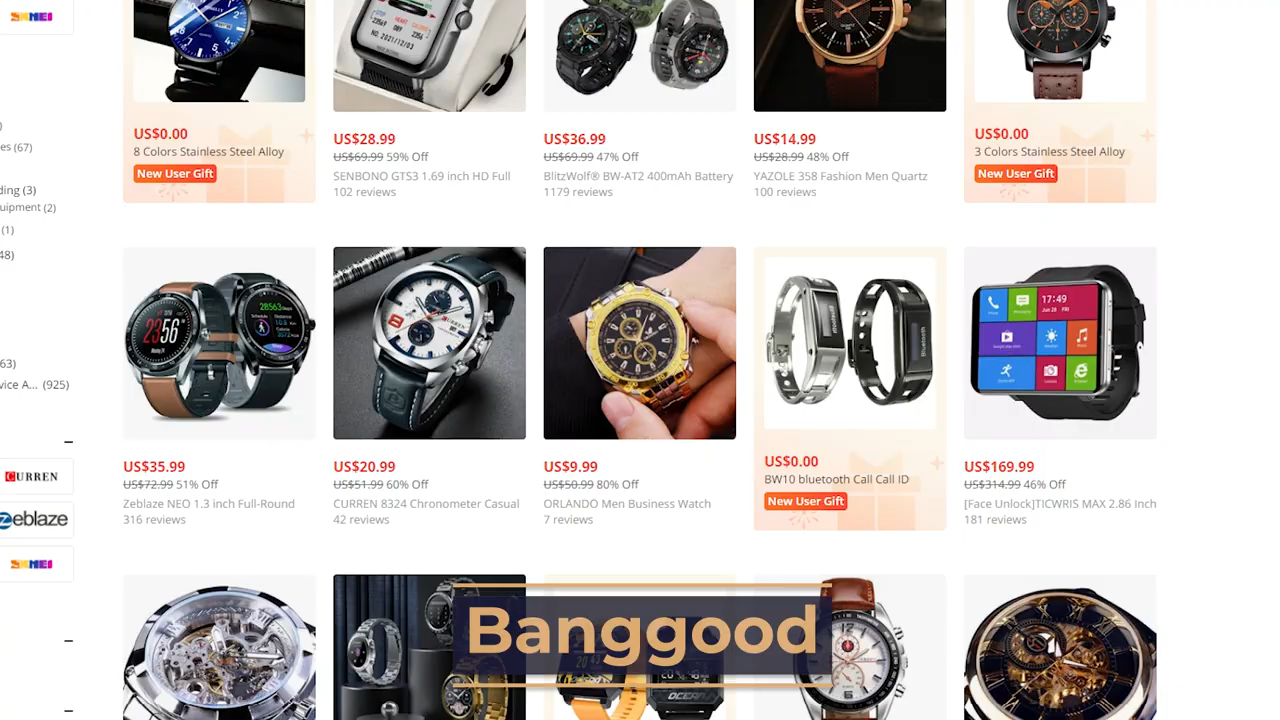 SKMEI
es (67)
ding (3)
uipment (2)
(1)
48)
63)
vice A... (925)
CURREN
zeblaze
SKMEI
US$0.00
8 Colors Stainless Steel Alloy
New User Gift
US$28.99
US$69.99 59% Off
SENBONO GTS3 1.69 inch HD Full
102 reviews
US$36.99
US$69.99 47% Off
BlitzWolf® BW-AT2 400mAh Battery
1179 reviews
US$14.99
US$28.99 48% Off
YAZOLE 358 Fashion Men Quartz
100 reviews
US$0.00
3 Colors Stainless Steel Alloy
New User Gift
US$35.99
US$72.99 51% Off
Zeblaze NEO 1.3 inch Full-Round
316 reviews
US$20.99
US$51.99 60% Off
CURREN 8324 Chronometer Casual
42 reviews
US$9.99
US$50.99 80% Off
ORLANDO Men Business Watch
7 reviews
US$0.00
BW10 bluetooth Call Call ID
New User Gift
17:49
US$169.99
US$314.99 46% Off
[Face Unlock]TICWRIS MAX 2.86 Inch
181 reviews
Banggood